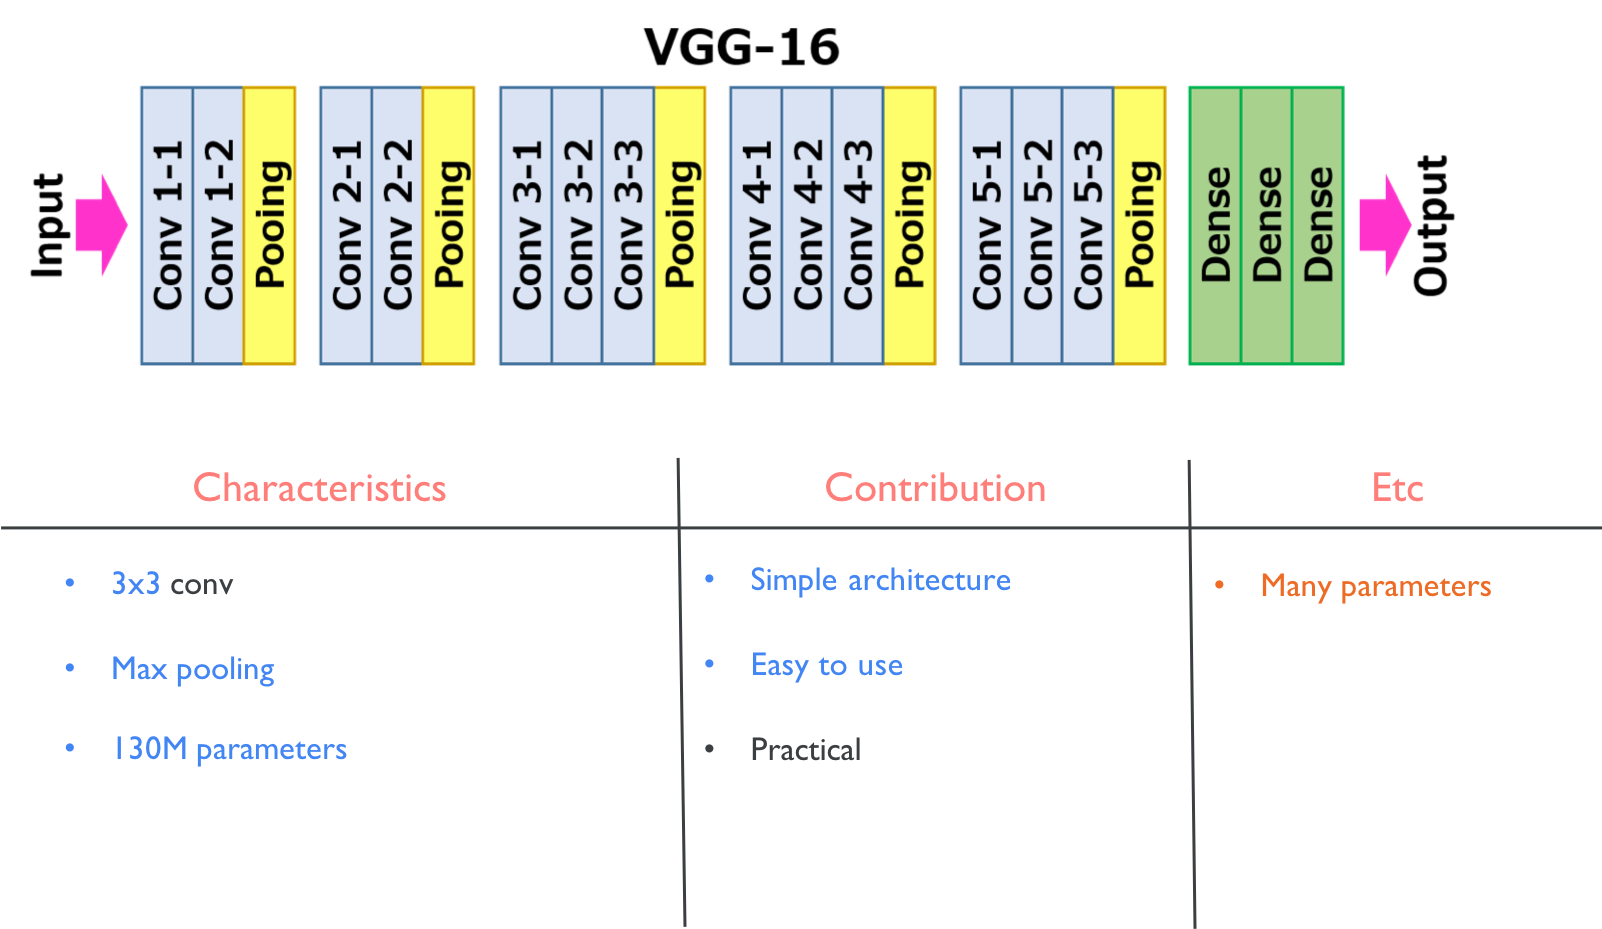 VGG-16
Input
Conv 1-1
Conv 1-2
Pooing
Conv 2-1
Conv 2-2
Pooing
Conv 3-1
Conv 3-2
Conv 3-3
Pooing
Conv 4-1
Conv 4-2
Conv 4-3
Pooing
Conv 5-1
Conv 5-2
Conv 5-3
Pooing
Dense
Dense
Dense
Output
Characteristics
• 3x3 conv
• Max pooling
• 130M parameters
Contribution
• Simple architecture
• Easy to use
• Practical
Etc
• Many parameters